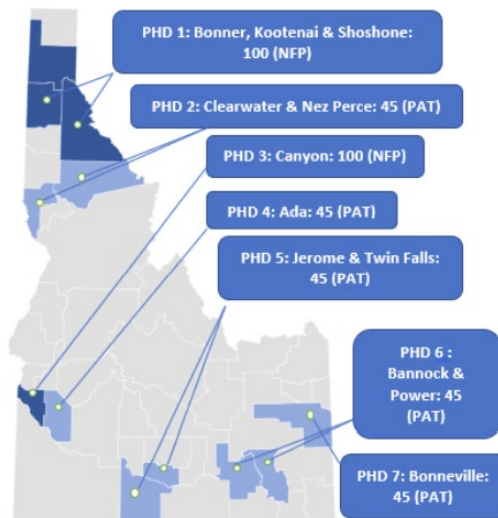 PHD 1: Bonner, Kootenai & Shoshone:
100 (NFP)
PHD 2: Clearwater & Nez Perce: 45 (PAT)
PHD 3: Canyon: 100 (NFP)
PHD 4: Ada: 45 (PAT)
PHD 5: Jerome & Twin Falls:
45 (PAT)
PHD 6 :
Bannock &
Power: 45
(PAT)
PHD 7: Bonneville:
45 (PAT)